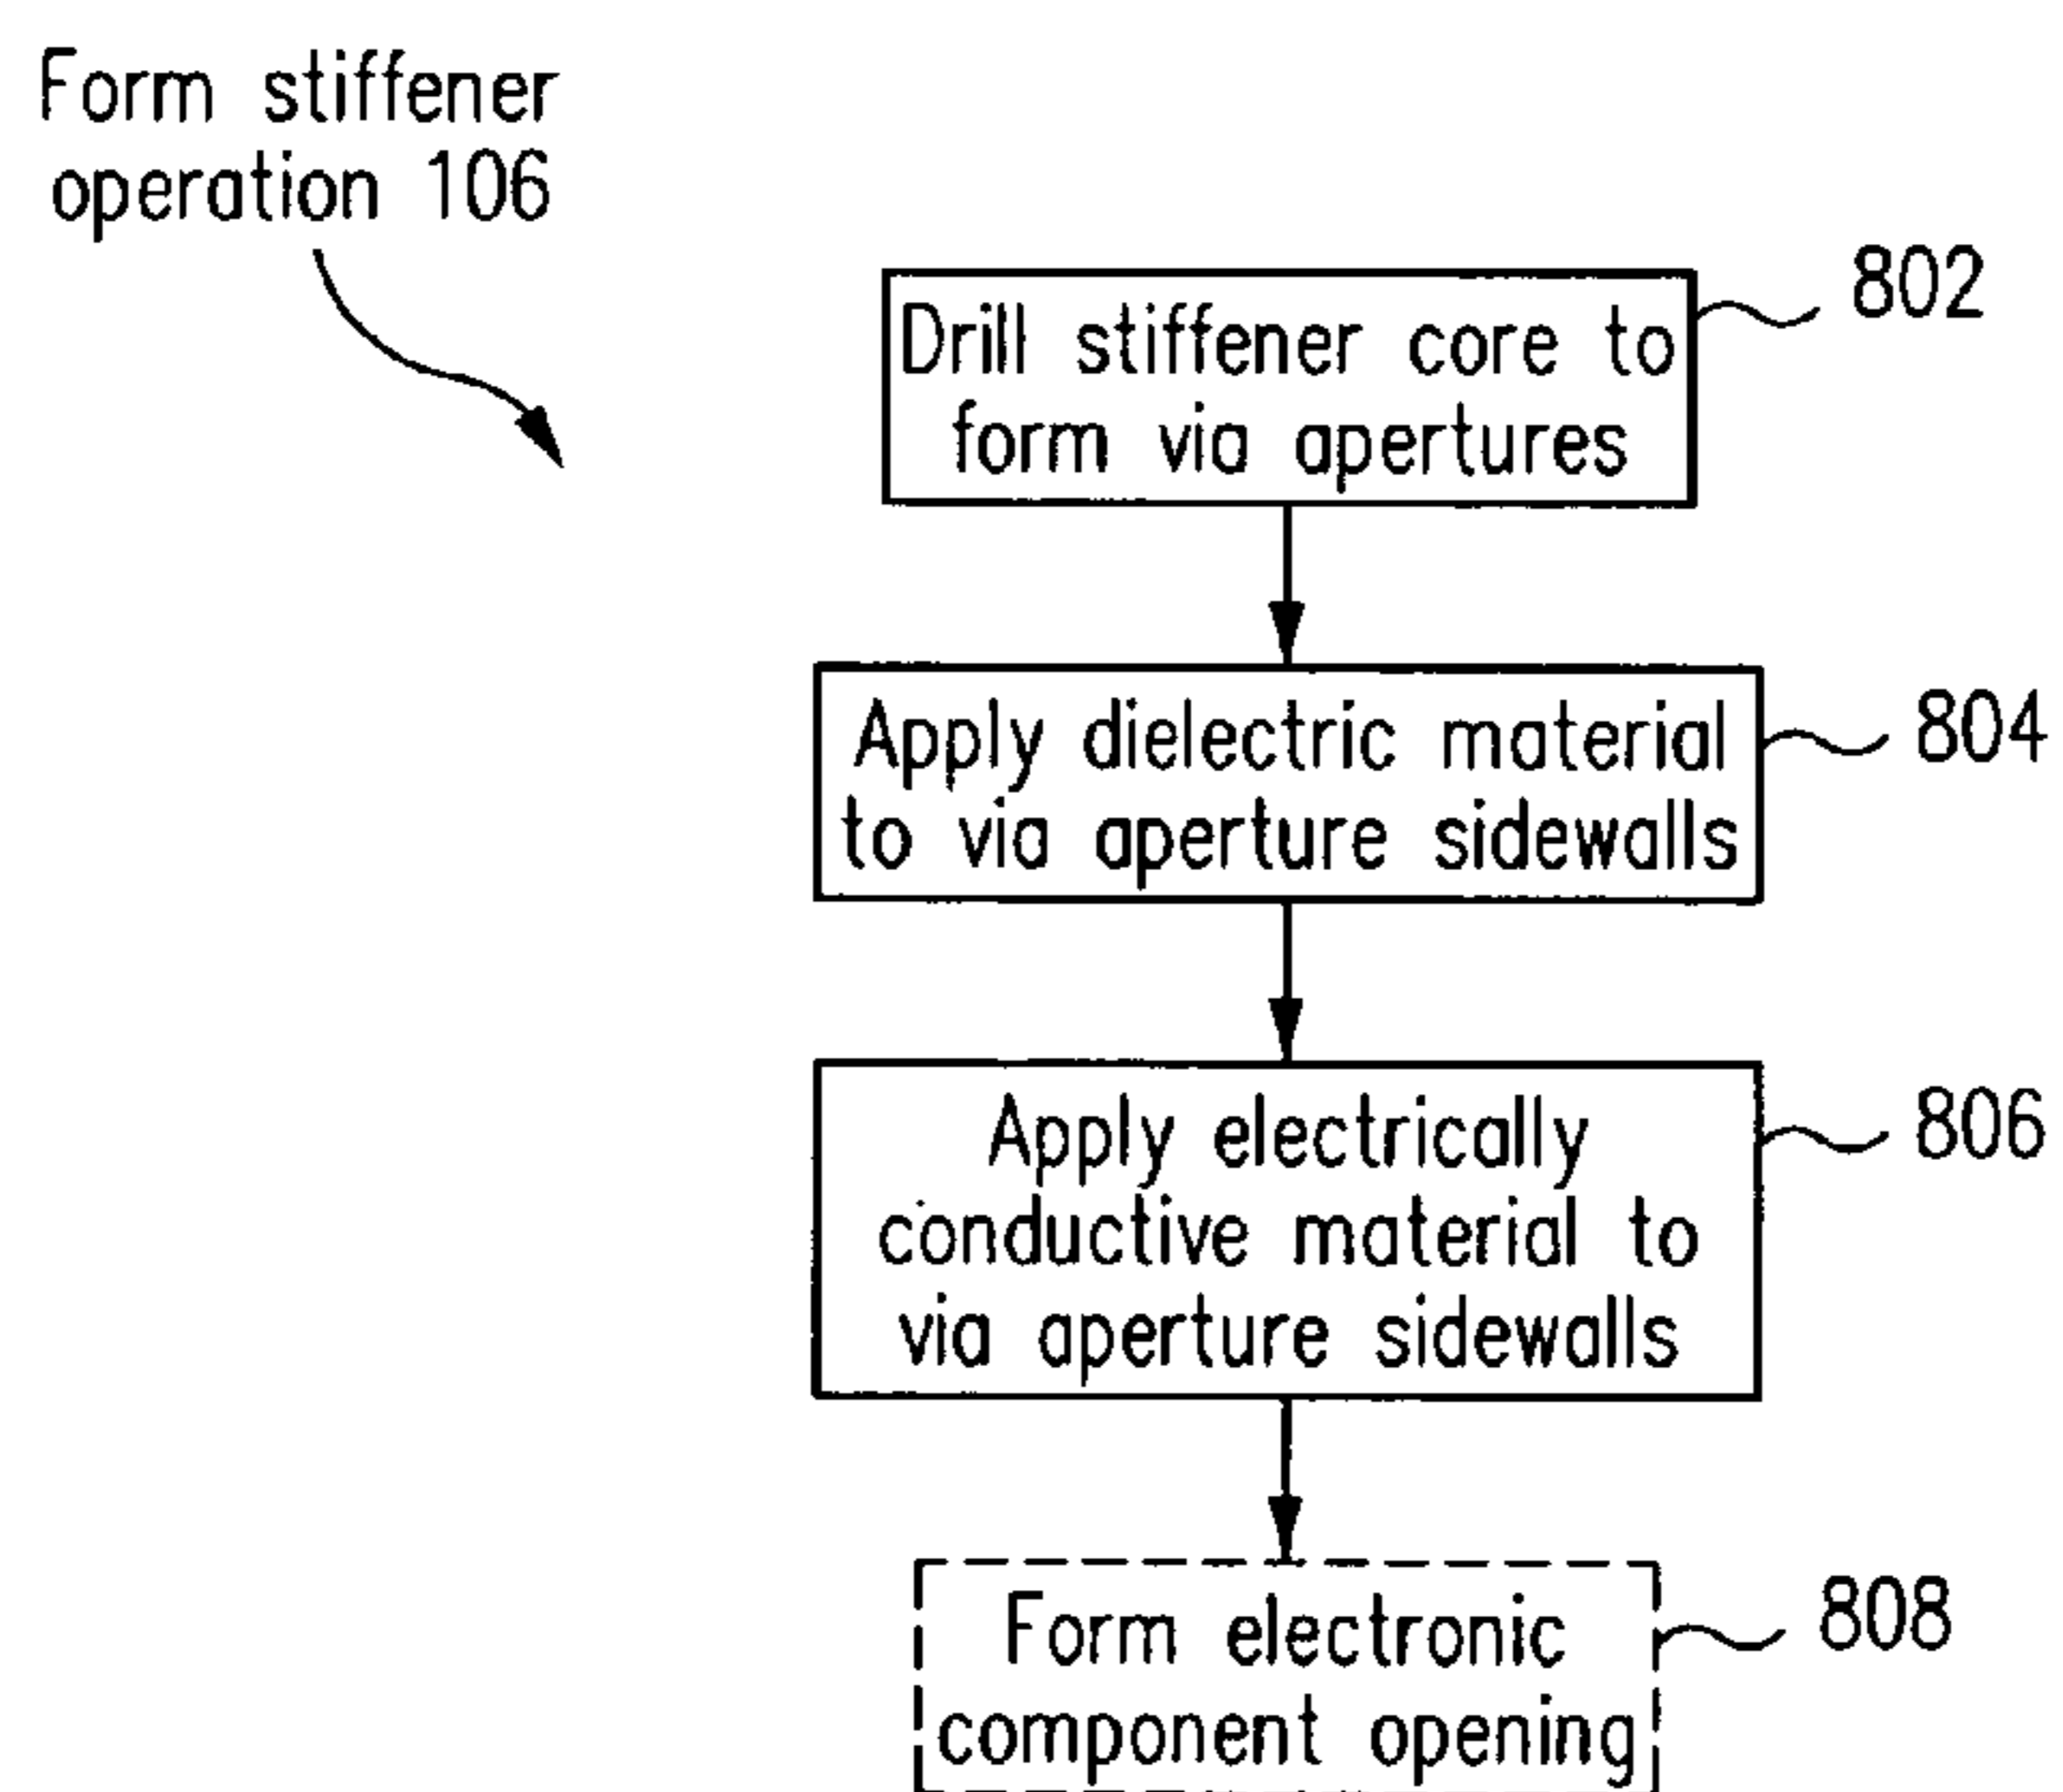 Form stiffener
operation 106
802
Drill stiffener core to
form via apertures
804
Apply dielectric material
to via aperture sidewalls
806
Apply electrically
conductive material to
via aperture sidewalls
808
Form electronic
component opening